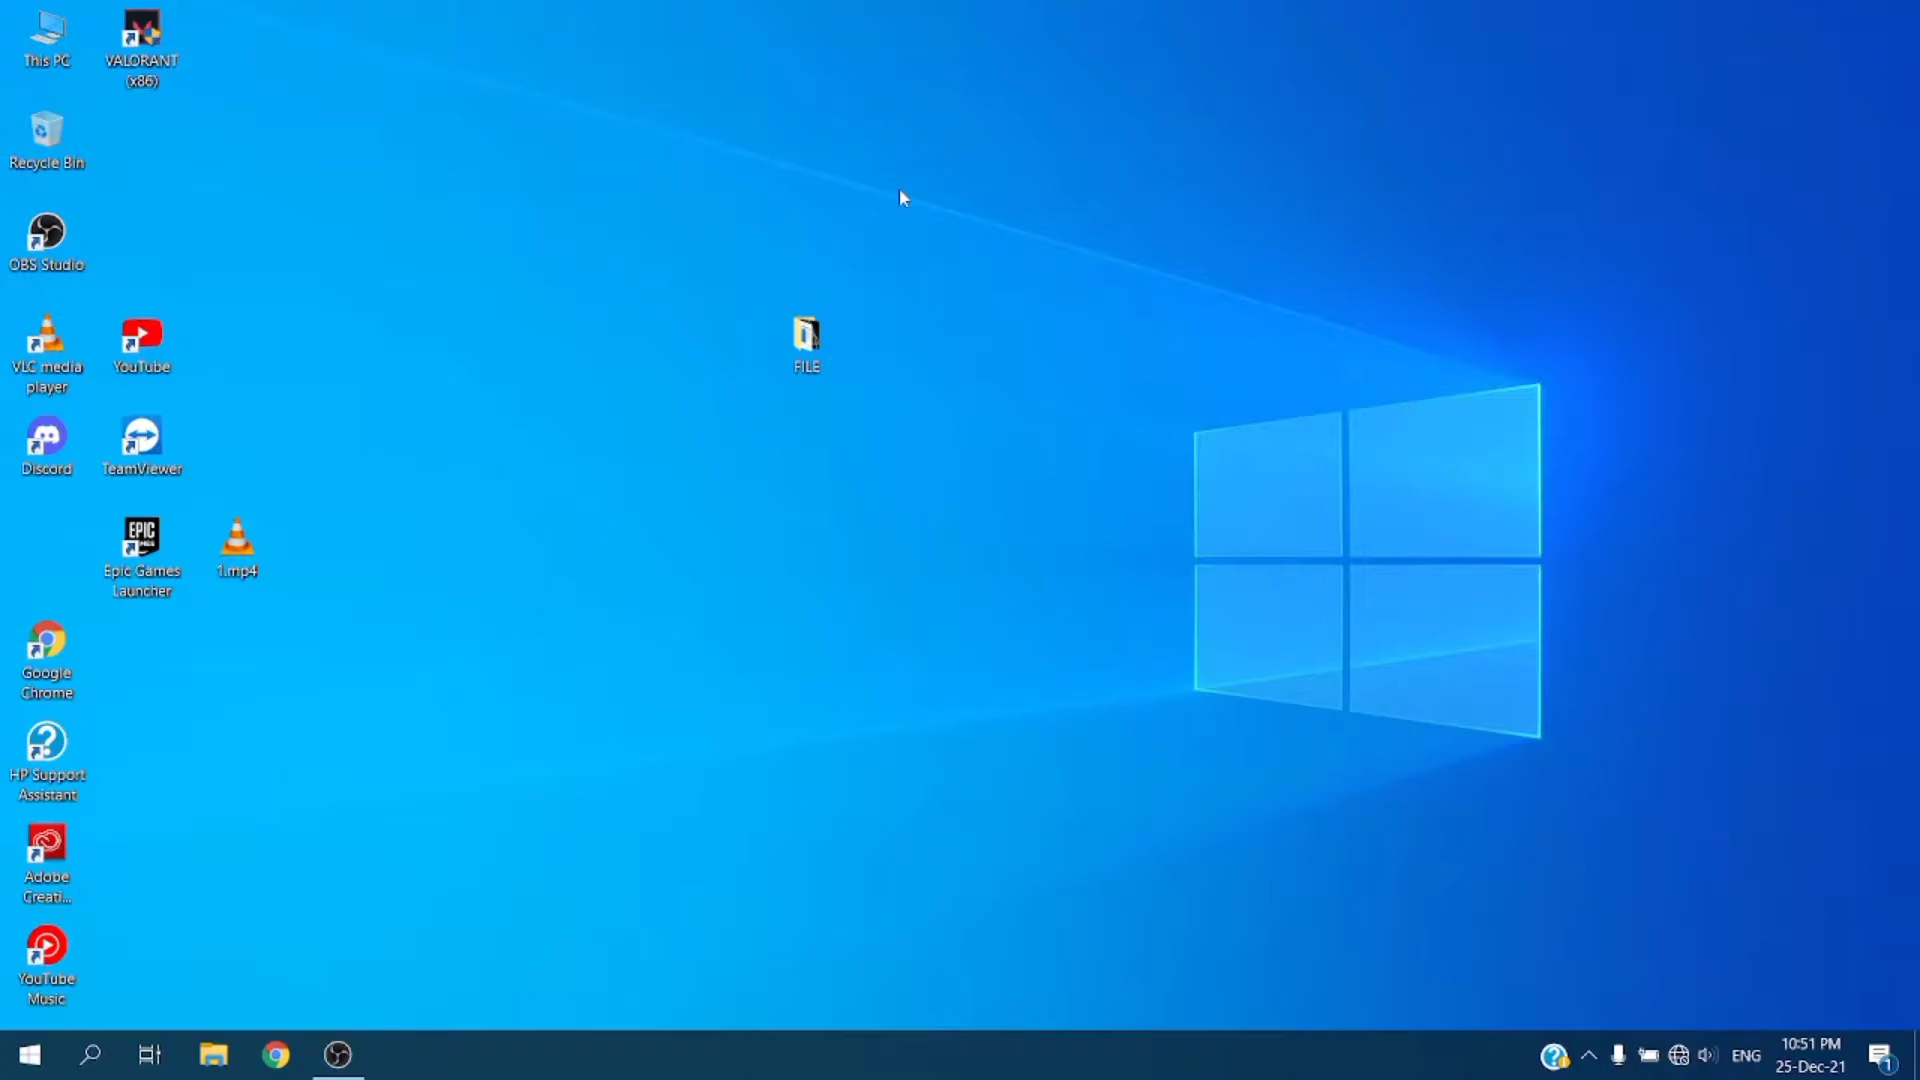 This PC
VALORANT
(x86)
Recycle Bin
OBS Studio
VLC media
player
YouTube
FILE
Discord
TeamViewer
EPIC
Epic Games
Launcher
1.mp4
Google
Chrome
HP Support
Assistant
Adobe
Creati...
YouTube
Music
ENG
10:51 PM
25-Dec-21
1